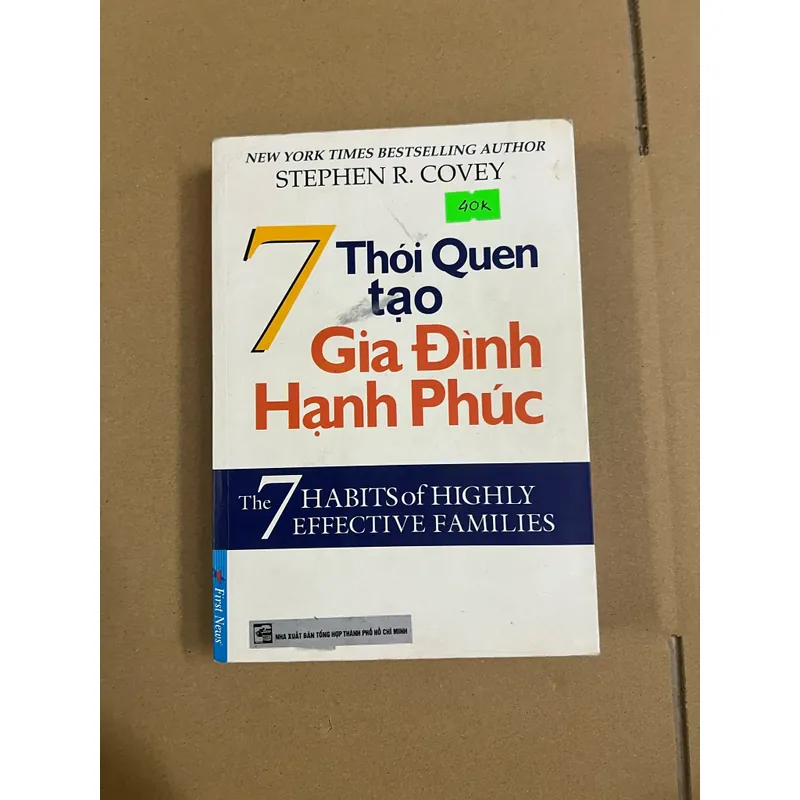 NEW YORK TIMES BESTSELLING AUTHOR
STEPHEN R. COVEY
40K
7 Thói Quen
tạo
Gia Đình
Hạnh Phúc
The 7 HABITS of HIGHLY
EFFECTIVE FAMILIES
First News
NHÀ XUẤT BẢN TỔNG HỢP THÀNH PHỐ HỒ CHÍ MINH